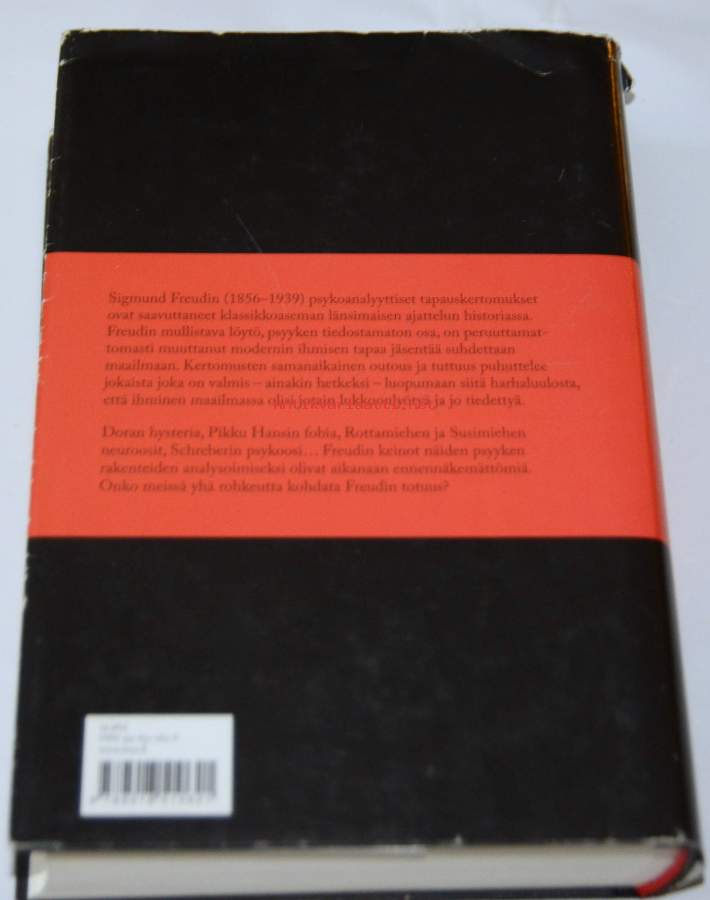 Sigmund Freudin (1856–1939) psykoanalyyttiset tapauskertomukset
ovat saavuttaneet klassikkoaseman länsimaisen ajattelun historiassa.
Freudin mullistava löytö, psyyken tiedostamaton osa, on peruuttamat-
tomasti muuttanut modernin ihmisen tapaa jäsentää suhdettaan
maailmaan. Kertomusten samanaikainen outous ja tuttuus puhuttelee
jokaista joka on valmis – ainakin hetkeksi – luopumaan siitä harhaluulosta,
että ihminen maailmassa olisi jotain lukkoonlyötyä ja jo tiedettyä.
Doran hysteria, Pikku Hansin fobia, Rottamiehen ja Susimiehen
neuroosit, Schreberin psykoosi… Freudin keinot näiden psyyken
rakenteiden analysoimiseksi olivat aikanaan ennennäkemättömiä.
Onko meissä yhä rohkeutta kohdata Freudin totuus?